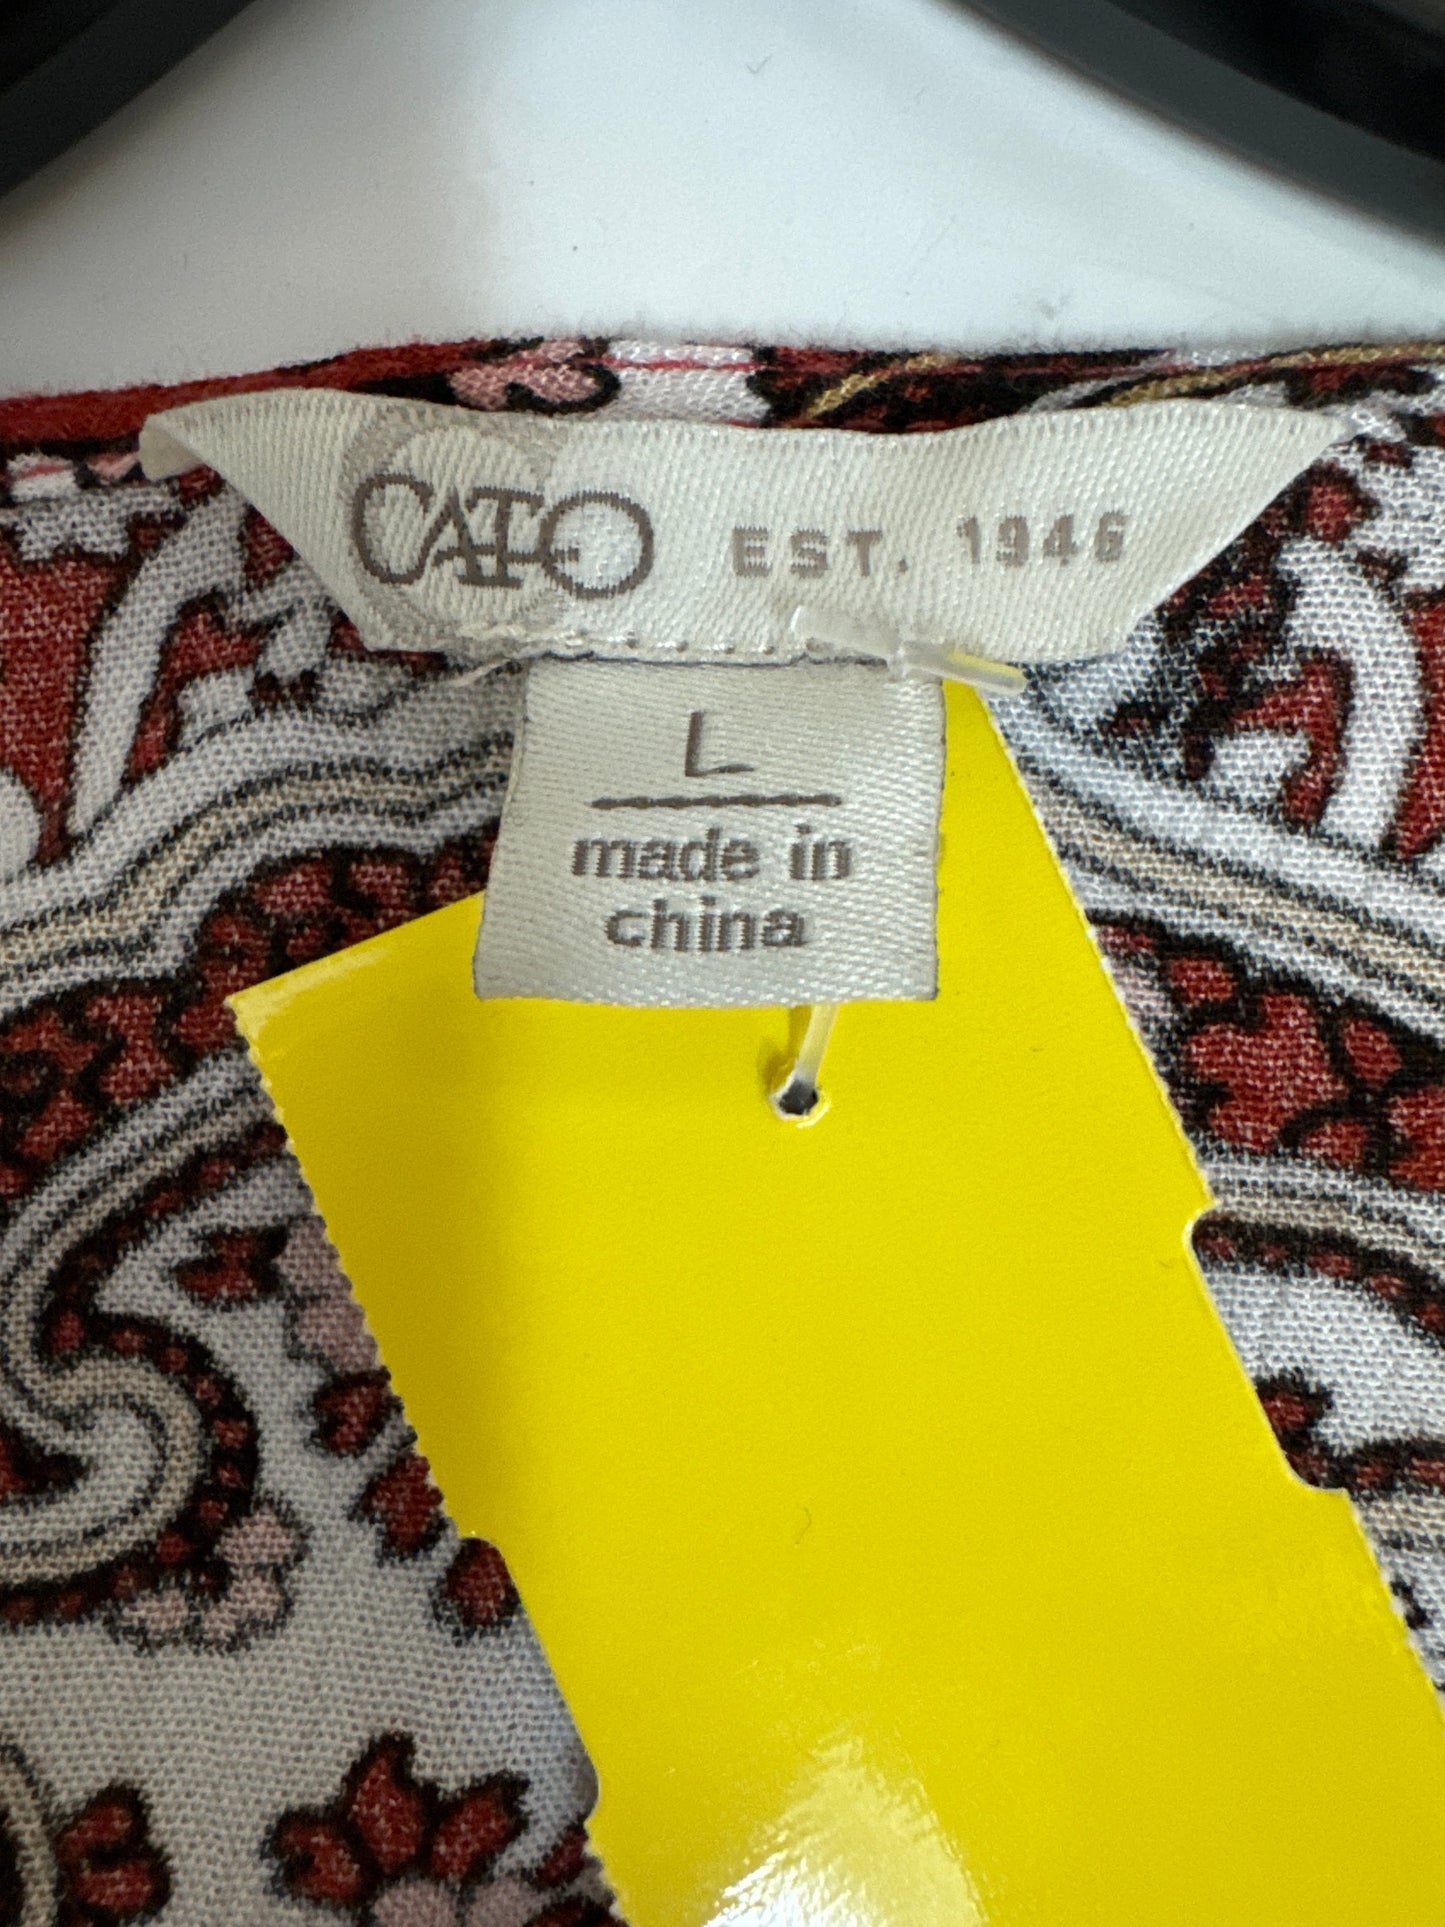 CATO EST. 1946
L
made in
china